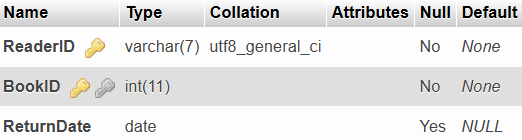 Name Type Collation Attributes Null Default
ReaderID varchar(7) utf8_general_ci No None
BookID int(11) No None
ReturnDate date Yes NULL